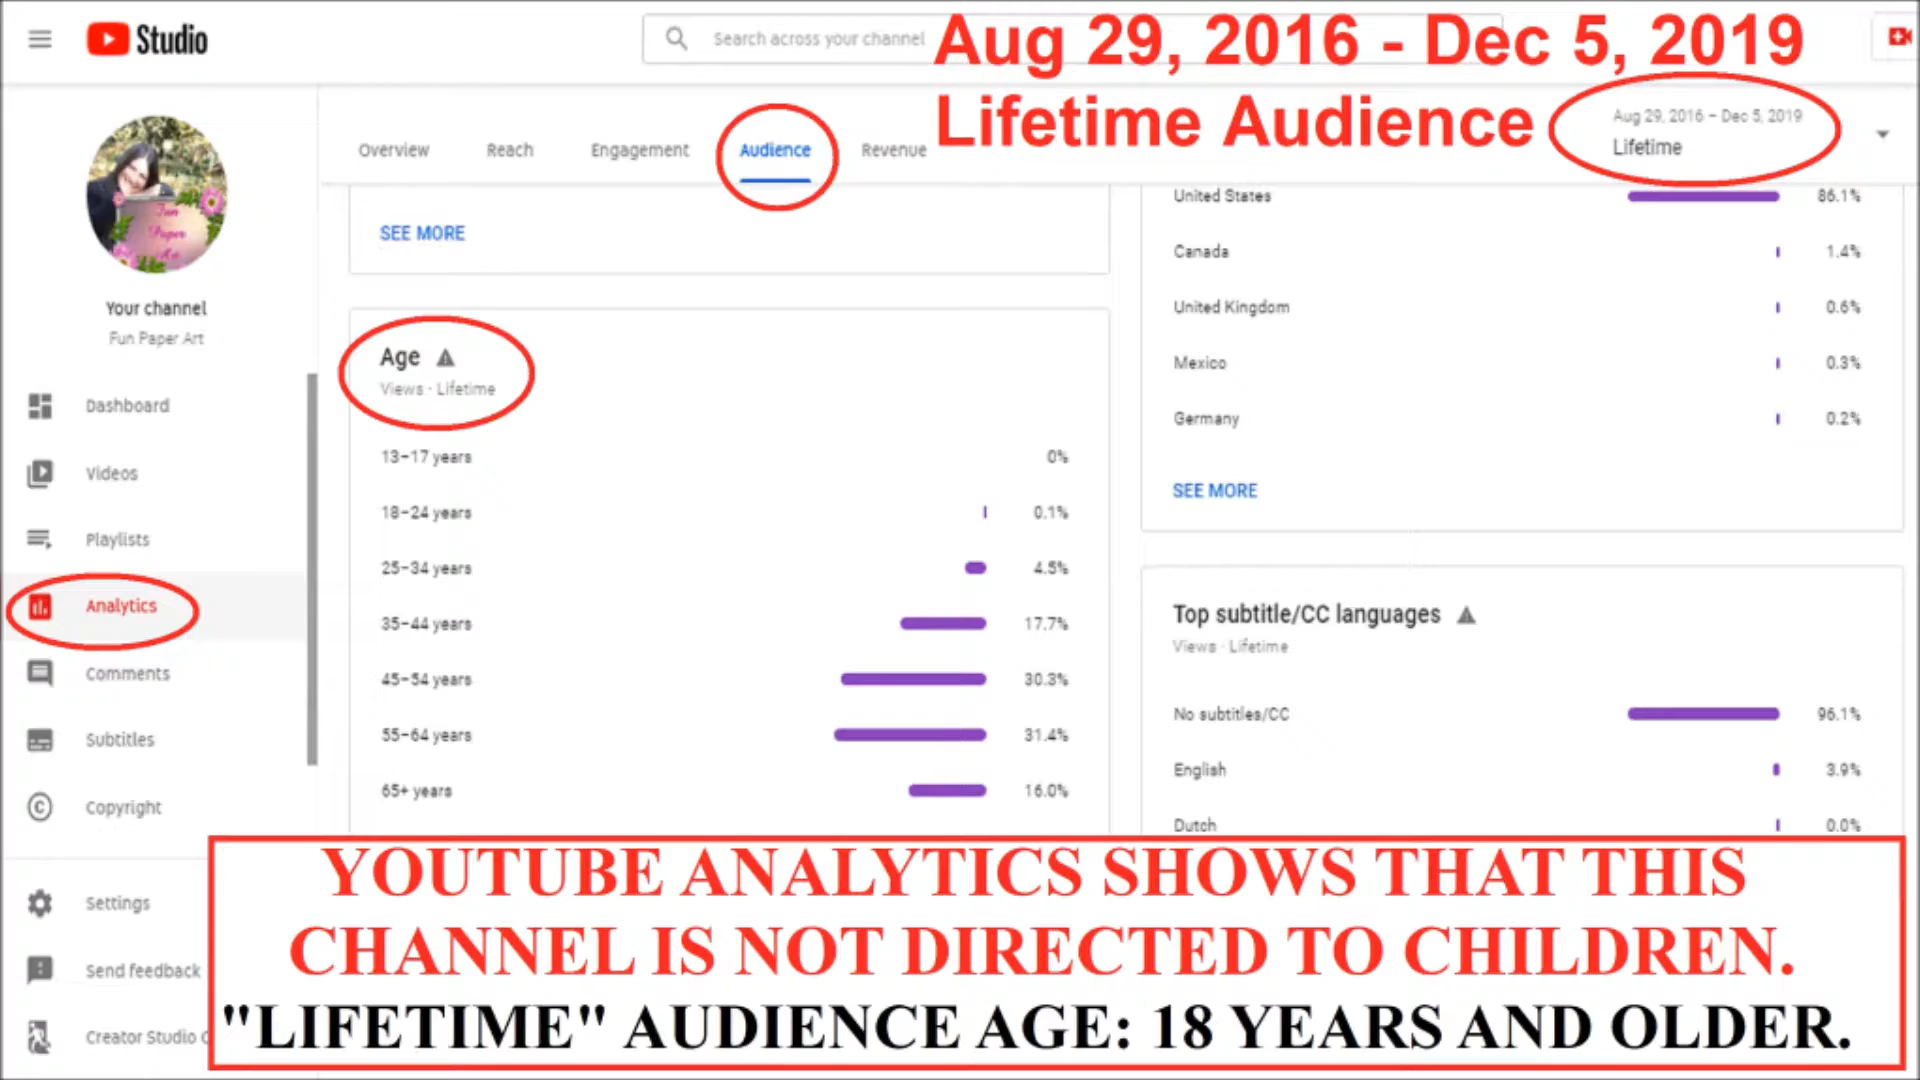 Studio
Search across your channel
Aug 29, 2016 - Dec 5, 2019
Lifetime Audience
Aug 29, 2016 – Dec 5, 2019
Lifetime
Overview
Reach
Engagement
Audience
Revenue
Fun
Paper
Art
Your channel
Fun Paper Art
Dashboard
Videos
Playlists
Analytics
Comments
Subtitles
Copyright
Settings
Send feedback
Creator Studio
SEE MORE
Age
Views · Lifetime
13–17 years 0%
18–24 years 0.1%
25–34 years 4.5%
35–44 years 17.7%
45–54 years 30.3%
55–64 years 31.4%
65+ years 16.0%
United States 86.1%
Canada 1.4%
United Kingdom 0.6%
Mexico 0.3%
Germany 0.2%
SEE MORE
Top subtitle/CC languages
Views · Lifetime
No subtitles/CC 96.1%
English 3.9%
Dutch 0.0%
YOUTUBE ANALYTICS SHOWS THAT THIS
CHANNEL IS NOT DIRECTED TO CHILDREN.
"LIFETIME" AUDIENCE AGE: 18 YEARS AND OLDER.